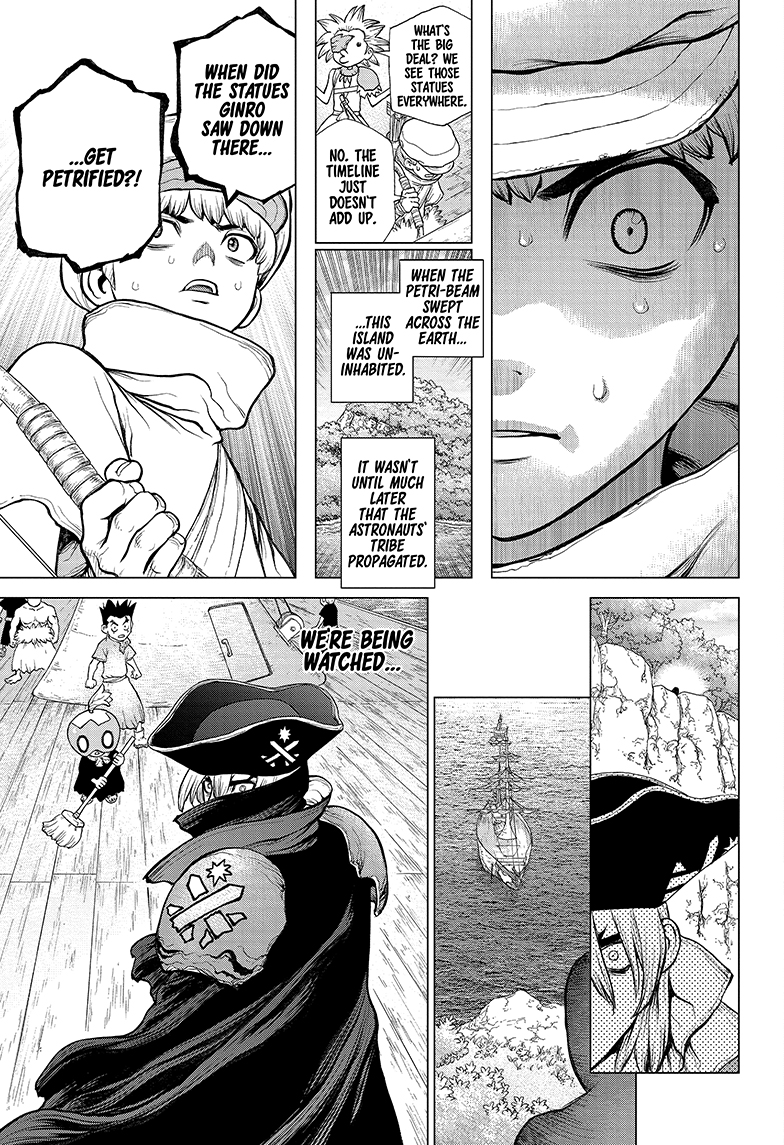 WHAT'S
THE BIG
DEAL? WE
SEE THOSE
STATUES
EVERYWHERE.
NO. THE
TIMELINE
JUST
DOESN'T
ADD UP.
WHEN THE
PETRI-BEAM
SWEPT
ACROSS THE
EARTH...
...THIS
ISLAND
WAS UN-
INHABITED.
IT WASN'T
UNTIL MUCH
LATER
THAT THE
ASTRONAUTS'
TRIBE
PROPAGATED.
WHEN DID
THE STATUES
GINRO
SAW DOWN
THERE...
...GET
PETRIFIED?!
WE'RE BEING
WATCHED...